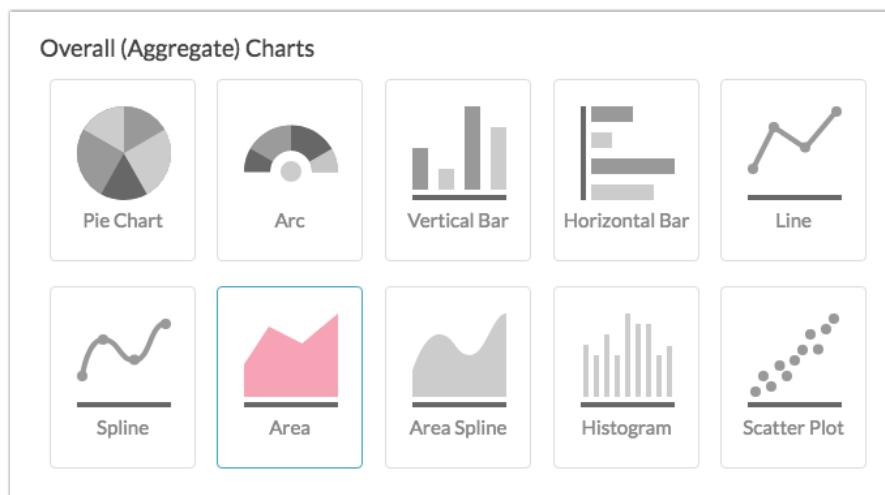 Overall (Aggregate) Charts
Pie Chart
Arc
Vertical Bar
Horizontal Bar
Line
Spline
Area
Area Spline
Histogram
Scatter Plot